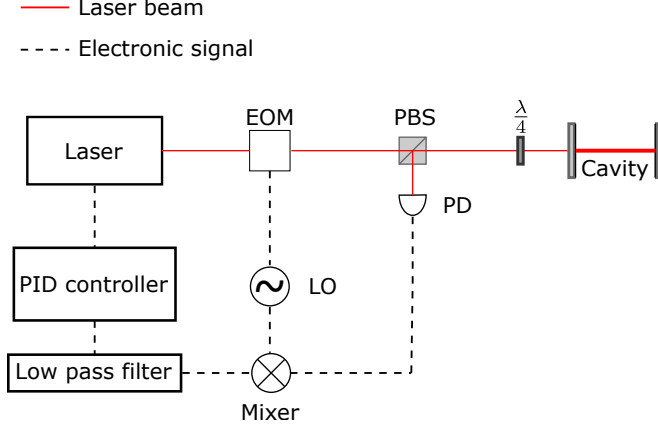 Laser beam
Electronic signal
EOM
PBS
λ/4
Laser
Cavity
PD
PID controller
LO
Low pass filter
Mixer